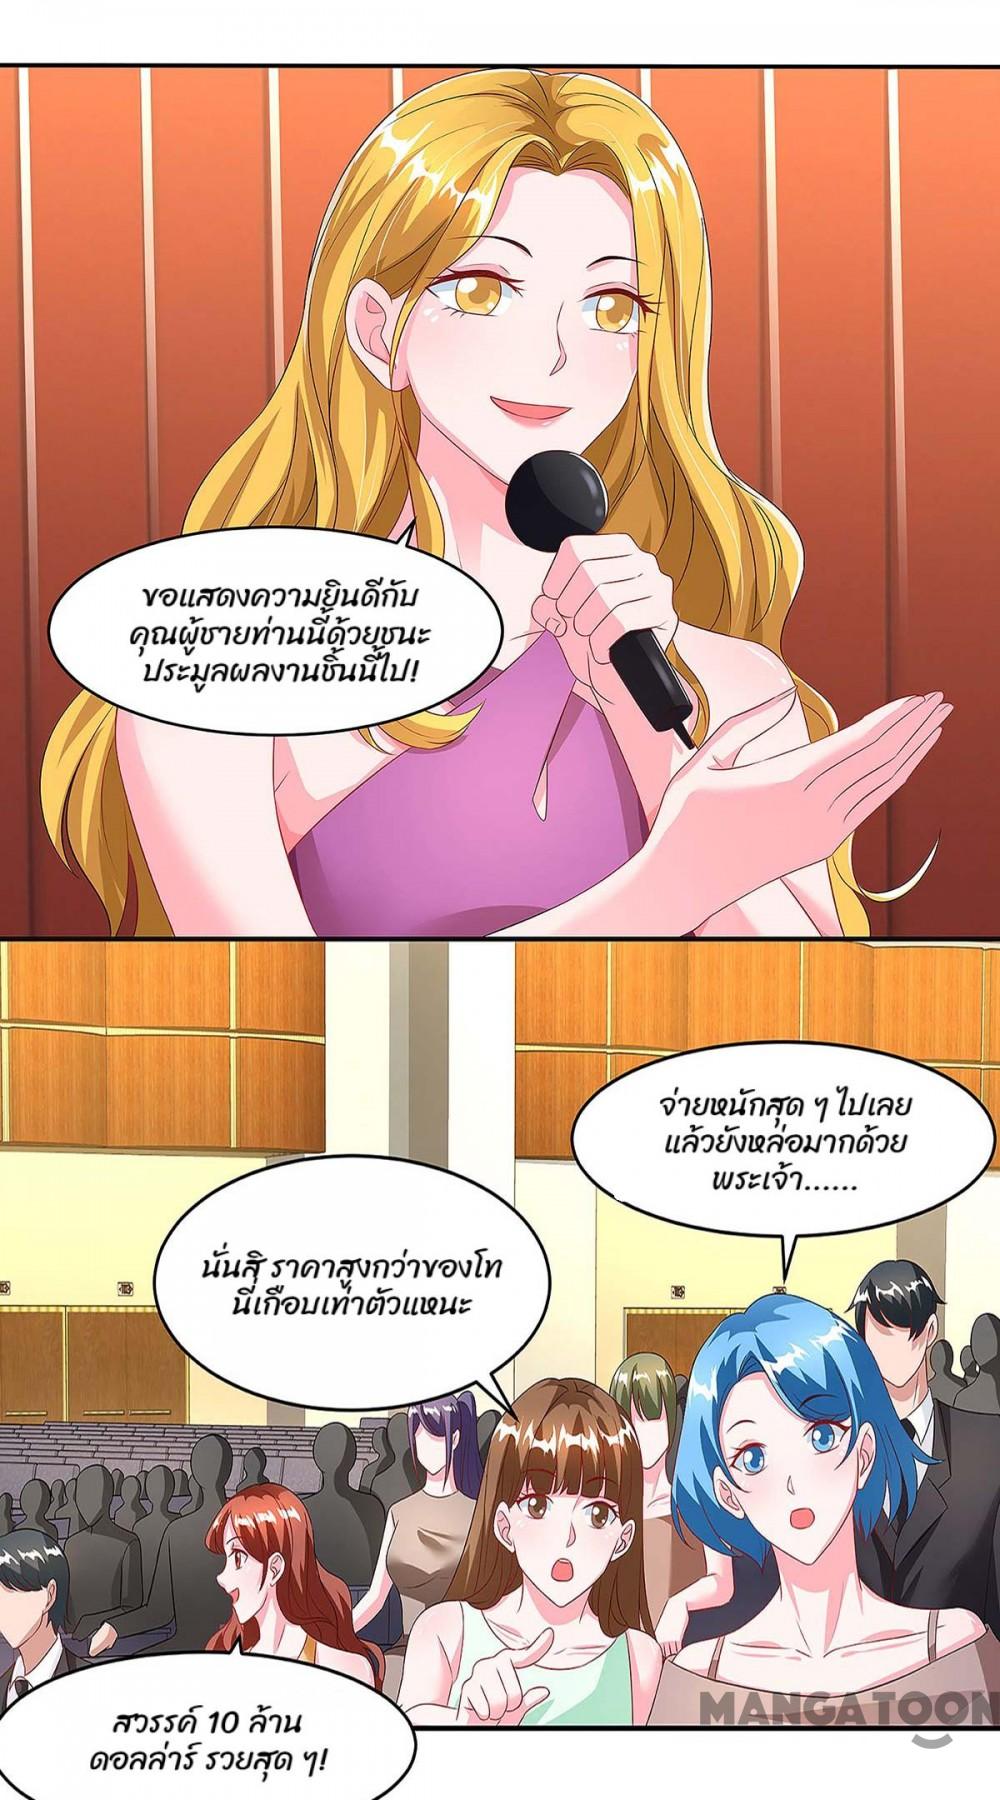 ขอแสดงความยินดีกับ
คุณผู้ชายท่านนี้ด้วยชนะ
ประมูลผลงานชิ้นนี้ไป!
จ่ายหนักสุด ๆ ไปเลย
แล้วยังหล่อมากด้วย
พระเจ้า......
นั่นสิ ราคาสูงกว่าของโท
นี่เกือบเท่าตัวแหนะ
สวรรค์ 10 ล้าน
ดอลล่าร์ รวยสุด ๆ!
MANGATOON